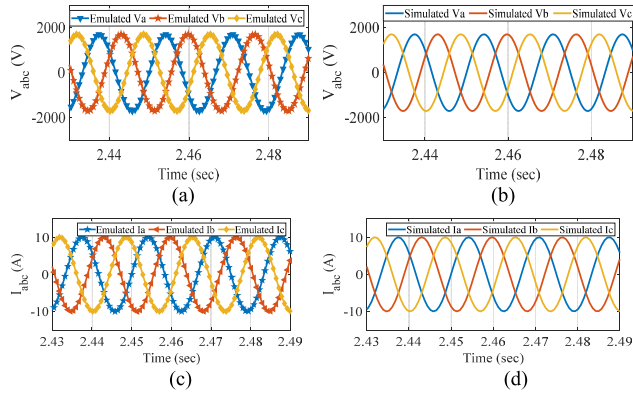 Emulated Va Emulated Vb Emulated Vc
2000
0
-2000
V_abc (V)
2.44 2.46 2.48
Time (sec)
(a)
Simulated Va Simulated Vb Simulated Vc
2000
0
-2000
V_abc (V)
2.44 2.46 2.48
Time (sec)
(b)
Emulated Ia Emulated Ib Emulated Ic
10
0
-10
I_abc (A)
2.43 2.44 2.45 2.46 2.47 2.48 2.49
Time (sec)
(c)
Simulated Ia Simulated Ib Simulated Ic
10
0
-10
I_abc (A)
2.43 2.44 2.45 2.46 2.47 2.48 2.49
Time (sec)
(d)